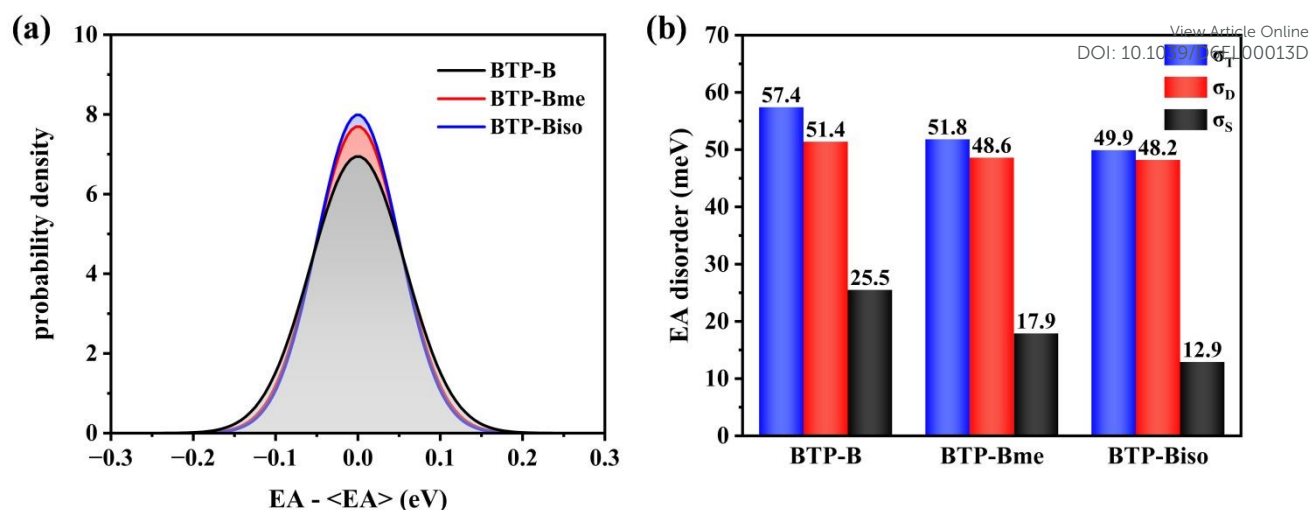 (a)
10
8
6
4
2
0
probability density
BTP-B
BTP-Bme
BTP-Biso
−0.3 −0.2 −0.1 0.0 0.1 0.2 0.3
EA - <EA> (eV)
(b)
View Article Online
70
60
50
40
30
20
10
0
EA disorder (meV)
σT
σD
σS
57.4 51.4 25.5
51.8 48.6 17.9
49.9 48.2 12.9
BTP-B BTP-Bme BTP-Biso